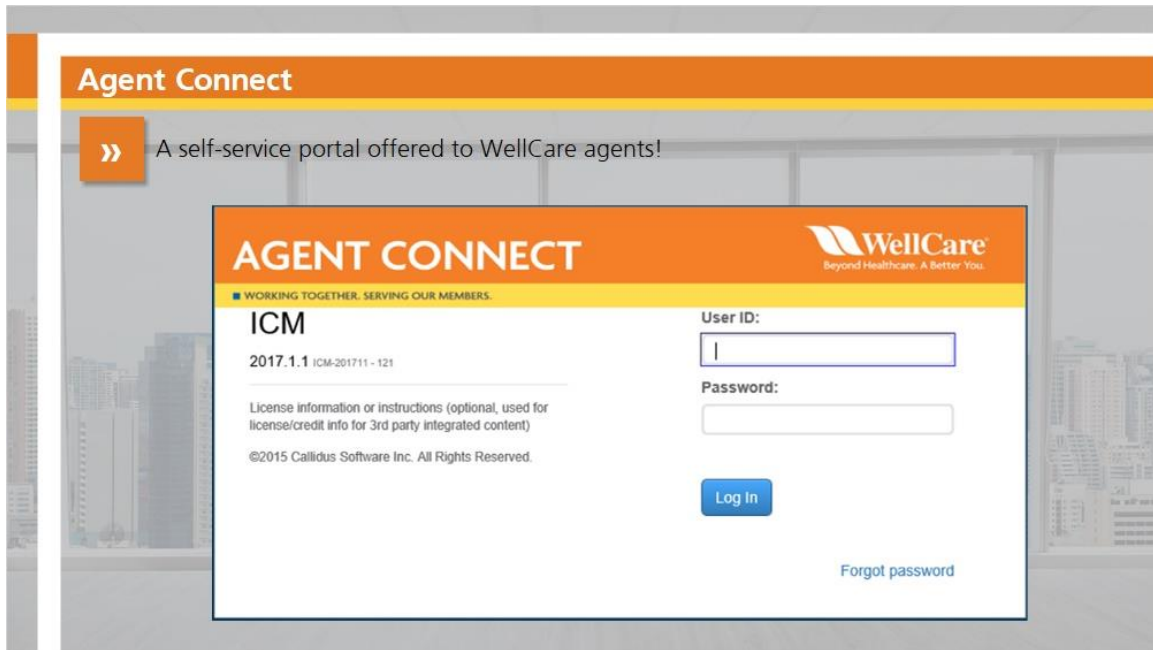 Agent Connect
» A self-service portal offered to WellCare agents!
AGENT CONNECT
WellCare
Beyond Healthcare. A Better You.
WORKING TOGETHER. SERVING OUR MEMBERS.
ICM
2017.1.1 ICM-201711 - 121
License information or instructions (optional, used for
license/credit info for 3rd party integrated content)
©2015 Callidus Software Inc. All Rights Reserved.
User ID:
Password:
Log In
Forgot password